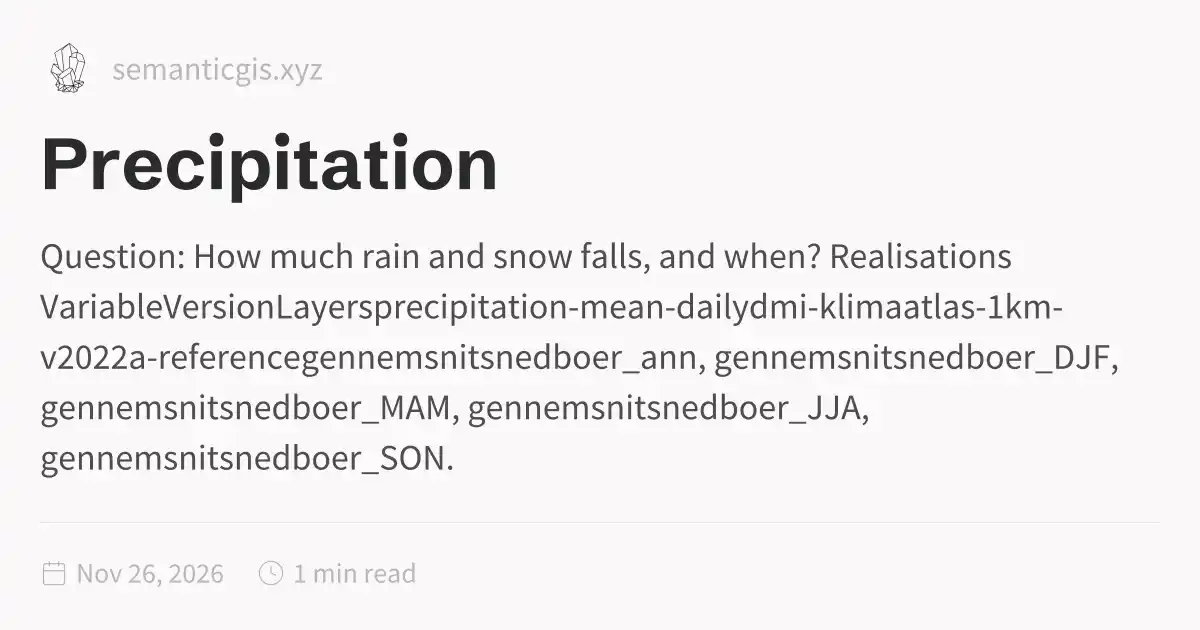 semanticgis.xyz
Precipitation
Question: How much rain and snow falls, and when? Realisations
VariableVersionLayersprecipitation-mean-dailydmi-klimaatlas-1km-
v2022a-referencegennemsnitsnedboer_ann, gennemsnitsnedboer_DJF,
gennemsnitsnedboer_MAM, gennemsnitsnedboer_JJA,
gennemsnitsnedboer_SON.
Nov 26, 2026 1 min read